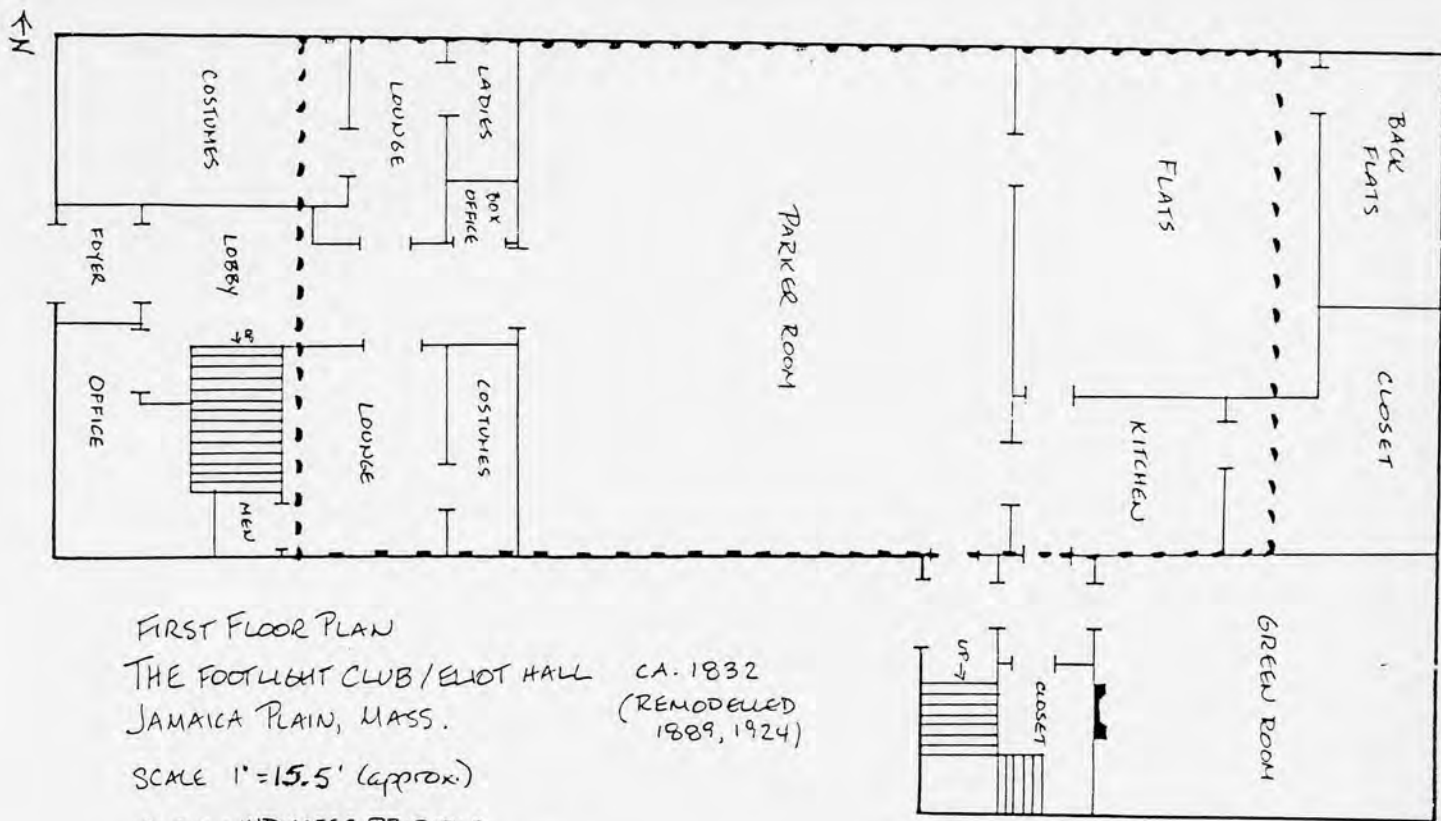 N
COSTUMES
LOUNGE
LADIES
BOX
OFFICE
FOYER
LOBBY
UP
OFFICE
MEN
LOUNGE
COSTUMES
PARKER ROOM
FLATS
BACK
FLATS
CLOSET
KITCHEN
UP
CLOSET
GREEN ROOM
FIRST FLOOR PLAN
THE FOOTLIGHT CLUB/ELIOT HALL CA. 1832
JAMAICA PLAIN, MASS. (REMODELLED
1889, 1924)
SCALE 1"=15.5' (approx.)